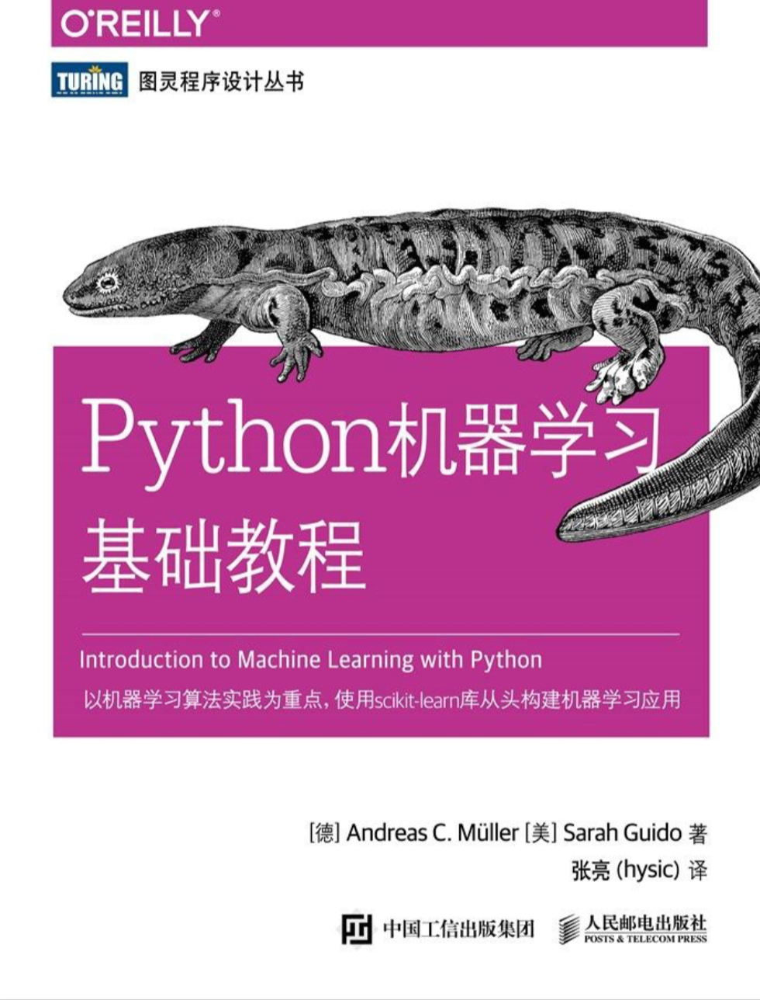 O'REILLY®
TURING 图灵程序设计丛书
Python机器学习
基础教程
Introduction to Machine Learning with Python
以机器学习算法实践为重点，使用scikit-learn库从头构建机器学习应用
[德] Andreas C. Müller [美] Sarah Guido 著
张亮 (hysic) 译
中国工信出版集团 人民邮电出版社
POSTS & TELECOM PRESS